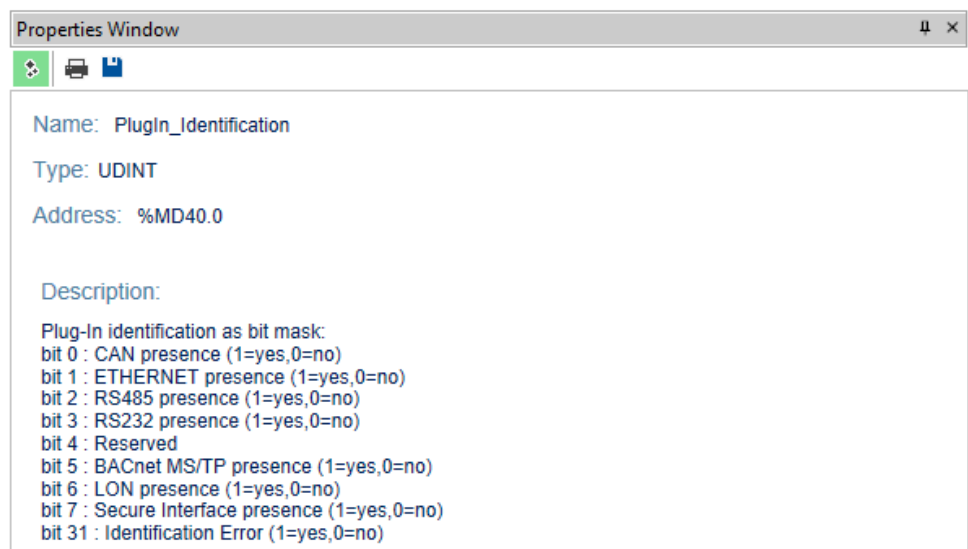 Properties Window
Name: PlugIn_Identification
Type: UDINT
Address: %MD40.0
Description:
Plug-In identification as bit mask:
bit 0 : CAN presence (1=yes,0=no)
bit 1 : ETHERNET presence (1=yes,0=no)
bit 2 : RS485 presence (1=yes,0=no)
bit 3 : RS232 presence (1=yes,0=no)
bit 4 : Reserved
bit 5 : BACnet MS/TP presence (1=yes,0=no)
bit 6 : LON presence (1=yes,0=no)
bit 7 : Secure Interface presence (1=yes,0=no)
bit 31 : Identification Error (1=yes,0=no)